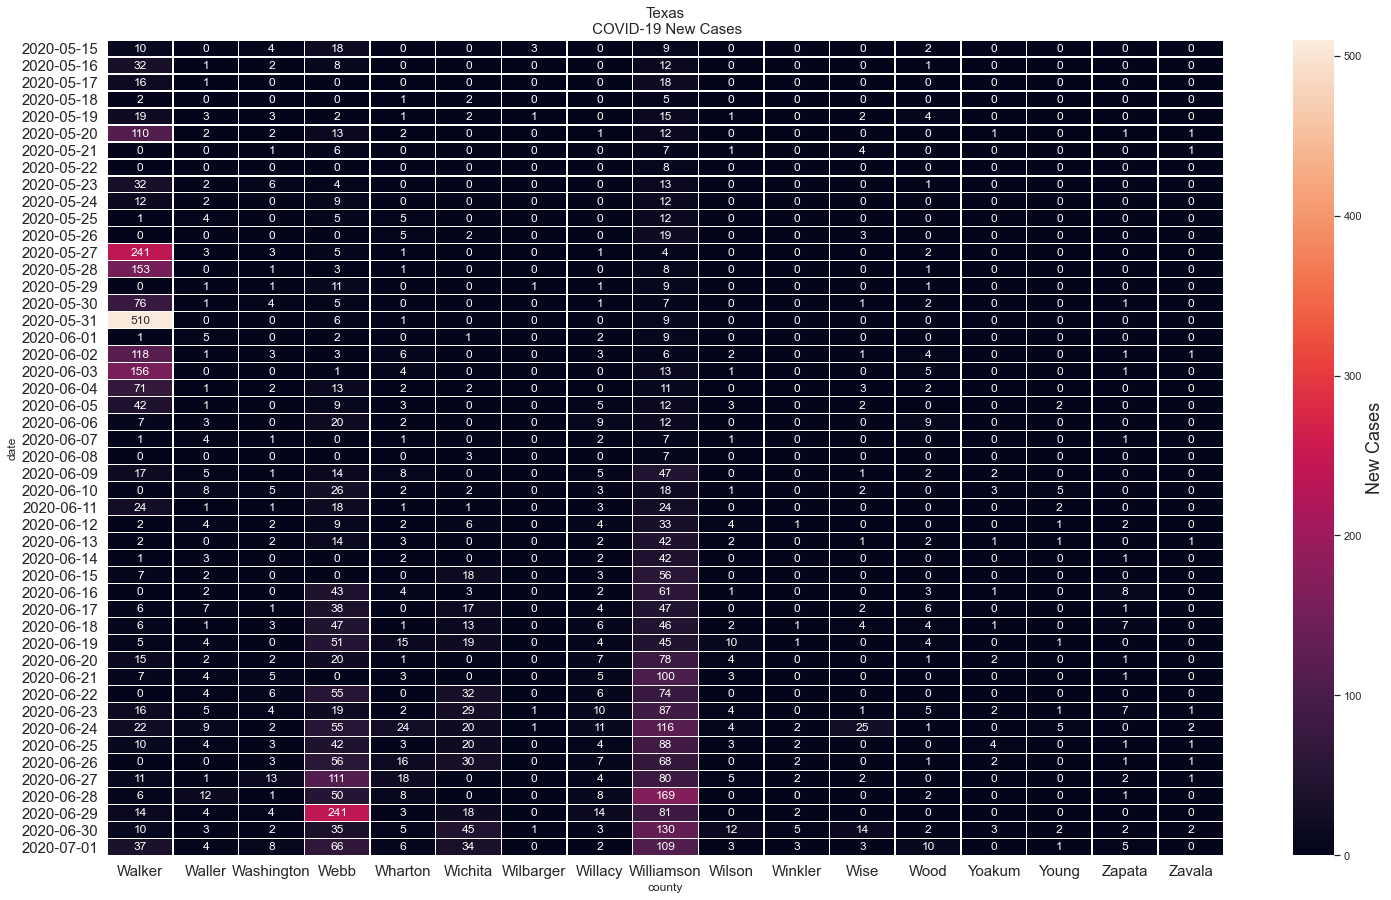 Texas
COVID-19 New Cases
2020-05-15 10 0 4 18 0 0 3 0 9 0 0 0 2 0 0 0 0
2020-05-16 32 1 2 8 0 0 0 0 12 0 0 0 1 0 0 0 0
2020-05-17 16 1 0 0 0 0 0 0 18 0 0 0 0 0 0 0 0
2020-05-18 2 0 0 0 1 2 0 0 5 0 0 0 0 0 0 0 0
2020-05-19 19 3 3 2 1 2 1 0 15 1 0 2 4 0 0 0 0
2020-05-20 110 2 2 13 2 0 0 1 12 0 0 0 0 1 0 1 1
2020-05-21 0 0 1 6 0 0 0 0 7 1 0 4 0 0 0 0 1
2020-05-22 0 0 0 0 0 0 0 0 8 0 0 0 0 0 0 0 0
2020-05-23 32 2 6 4 0 0 0 0 13 0 0 0 1 0 0 0 0
2020-05-24 12 2 0 9 0 0 0 0 12 0 0 0 0 0 0 0 0
2020-05-25 1 4 0 5 5 0 0 0 12 0 0 0 0 0 0 0 0
2020-05-26 0 0 0 0 5 2 0 0 19 0 0 3 0 0 0 0 0
2020-05-27 241 3 3 5 1 0 0 1 4 0 0 0 2 0 0 0 0
2020-05-28 153 0 1 3 1 0 0 0 8 0 0 0 1 0 0 0 0
2020-05-29 0 1 1 11 0 0 1 1 9 0 0 0 1 0 0 0 0
2020-05-30 76 1 4 5 0 0 0 1 7 0 0 1 2 0 0 1 0
2020-05-31 510 0 0 6 1 0 0 0 9 0 0 0 0 0 0 0 0
2020-06-01 1 5 0 2 0 1 0 2 9 0 0 0 0 0 0 0 0
2020-06-02 118 1 3 3 6 0 0 3 6 2 0 1 4 0 0 1 1
2020-06-03 156 0 0 1 4 0 0 0 13 1 0 0 5 0 0 1 0
2020-06-04 71 1 2 13 2 2 0 0 11 0 0 3 2 0 0 0 0
2020-06-05 42 1 0 9 3 0 0 5 12 3 0 2 0 0 2 0 0
2020-06-06 7 3 0 20 2 0 0 9 12 0 0 0 9 0 0 0 0
2020-06-07 1 4 1 0 1 0 0 2 7 1 0 0 0 0 0 1 0
2020-06-08 0 0 0 0 0 3 0 0 7 0 0 0 0 0 0 0 0
2020-06-09 17 5 1 14 8 0 0 5 47 0 0 1 2 2 0 0 0
2020-06-10 0 8 5 26 2 2 0 3 18 1 0 2 0 3 5 0 0
2020-06-11 24 1 1 18 1 1 0 3 24 0 0 0 0 0 2 0 0
2020-06-12 2 4 2 9 2 6 0 4 33 4 1 0 0 0 1 2 0
2020-06-13 2 0 2 14 3 0 0 2 42 2 0 1 2 1 1 0 1
2020-06-14 1 3 0 0 2 0 0 2 42 0 0 0 0 0 0 1 0
2020-06-15 7 2 0 0 0 18 0 3 56 0 0 0 0 0 0 0 0
2020-06-16 0 2 0 43 4 3 0 2 61 1 0 0 3 1 0 8 0
2020-06-17 6 7 1 38 0 17 0 4 47 0 0 2 6 0 0 1 0
2020-06-18 6 1 3 47 1 13 0 6 46 2 1 4 4 1 0 7 0
2020-06-19 5 4 0 51 15 19 0 4 45 10 1 0 4 0 1 0 0
2020-06-20 15 2 2 20 1 0 0 7 78 4 0 0 1 2 0 1 0
2020-06-21 7 4 5 0 3 0 0 5 100 3 0 0 0 0 0 1 0
2020-06-22 0 4 6 55 0 32 0 6 74 0 0 0 0 0 0 0 0
2020-06-23 16 5 4 19 2 29 1 10 87 4 0 1 5 2 1 7 1
2020-06-24 22 9 2 55 24 20 1 11 116 4 2 25 1 0 5 0 2
2020-06-25 10 4 3 42 3 20 0 4 88 3 2 0 0 4 0 1 1
2020-06-26 0 0 3 56 16 30 0 7 68 0 2 0 1 2 0 1 1
2020-06-27 11 1 13 111 18 0 0 4 80 5 2 2 0 0 0 2 1
2020-06-28 6 12 1 50 8 0 0 8 169 0 0 0 2 0 0 1 0
2020-06-29 14 4 4 241 3 18 0 14 81 0 2 0 0 0 0 0 0
2020-06-30 10 3 2 35 5 45 1 3 130 12 5 14 2 3 2 2 2
2020-07-01 37 4 8 66 6 34 0 2 109 3 3 3 10 0 1 5 0
Walker Waller Washington Webb Wharton Wichita Wilbarger Willacy Williamson Wilson Winkler Wise Wood Yoakum Young Zapata Zavala
county
date
500
400
300
200
100
0
New Cases